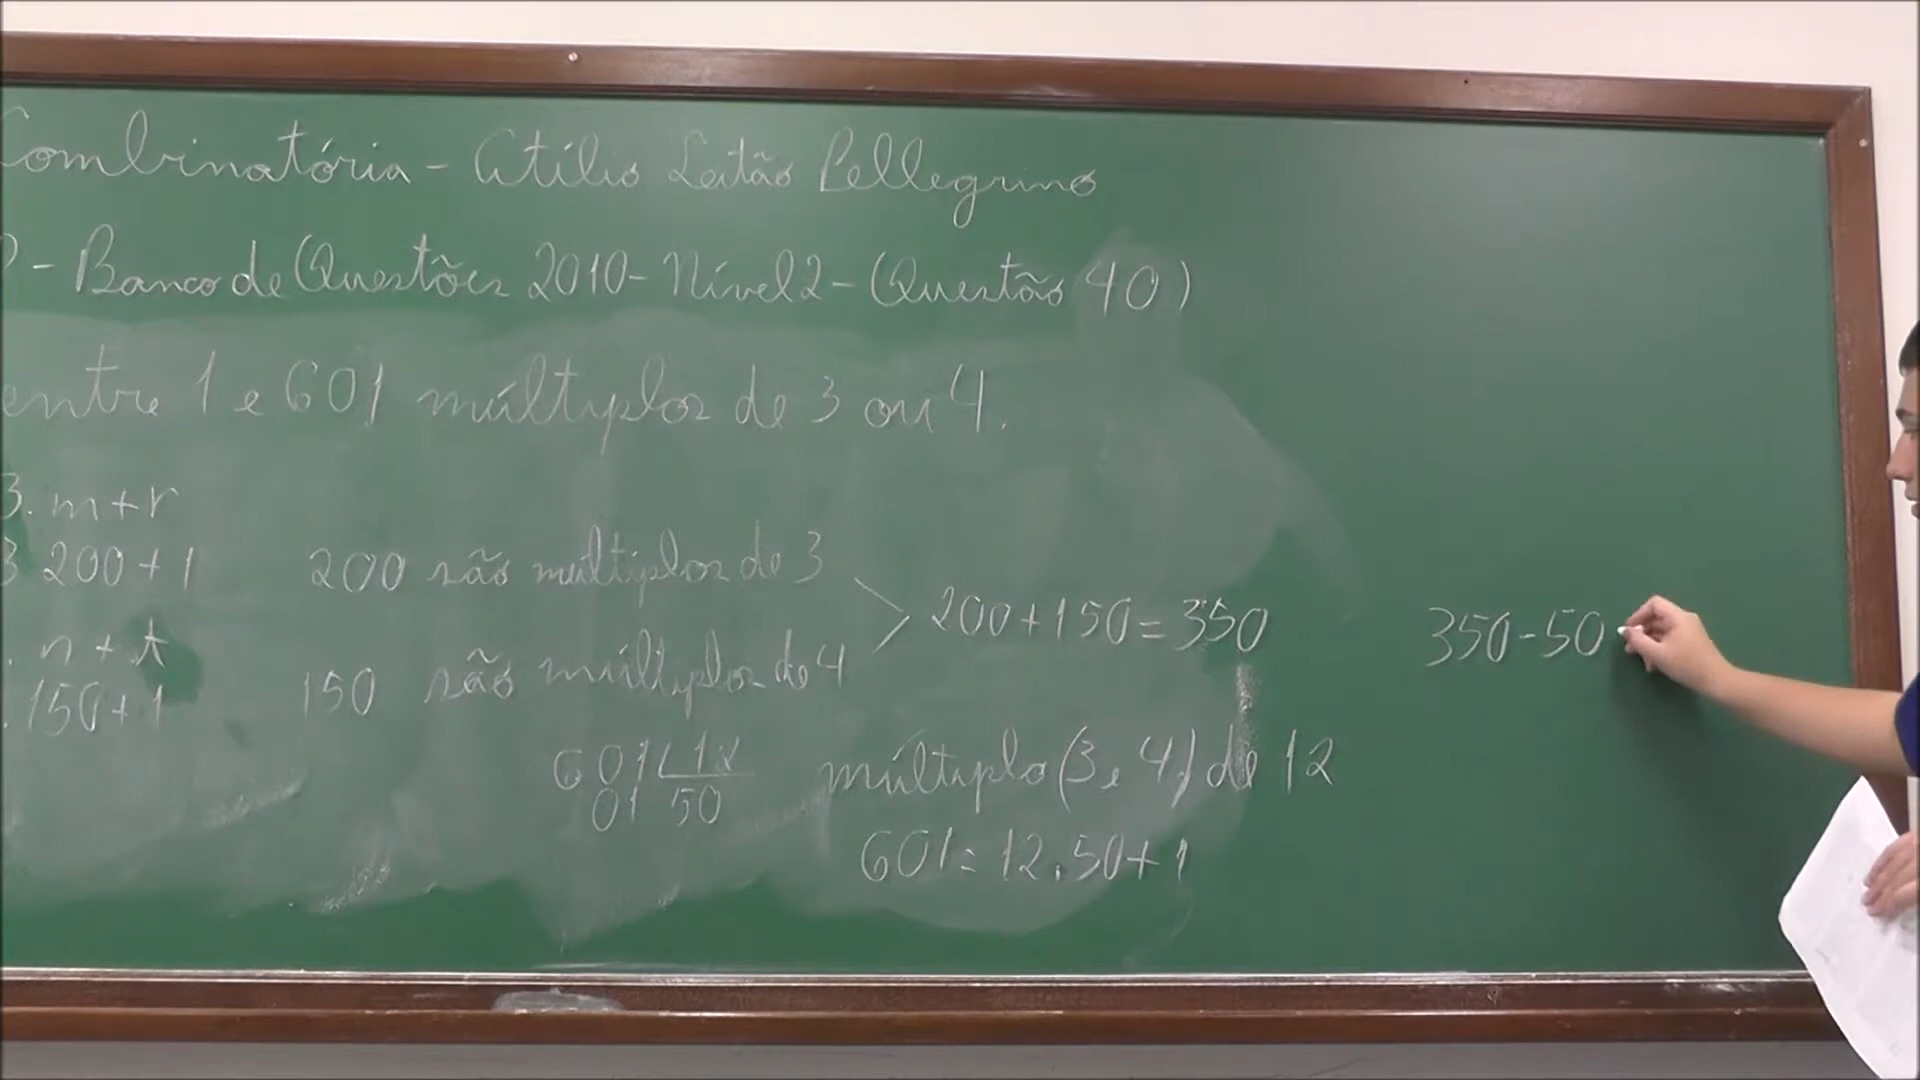 Combinatória - Atílio Leitão Pellegrino
- Banco de Questões 2010 - Nível 2 - (Questão 40)
entre 1 e 601 múltiplos de 3 ou 4.
3. m + r
3 200 + 1
200 são múltiplos de 3
200 + 150 = 350
350 - 50
. n + t
. 150 + 1
150 são múltiplos de 4
601 12
01 50
múltiplo (3 e 4) de 12
601 = 12 . 50 + 1